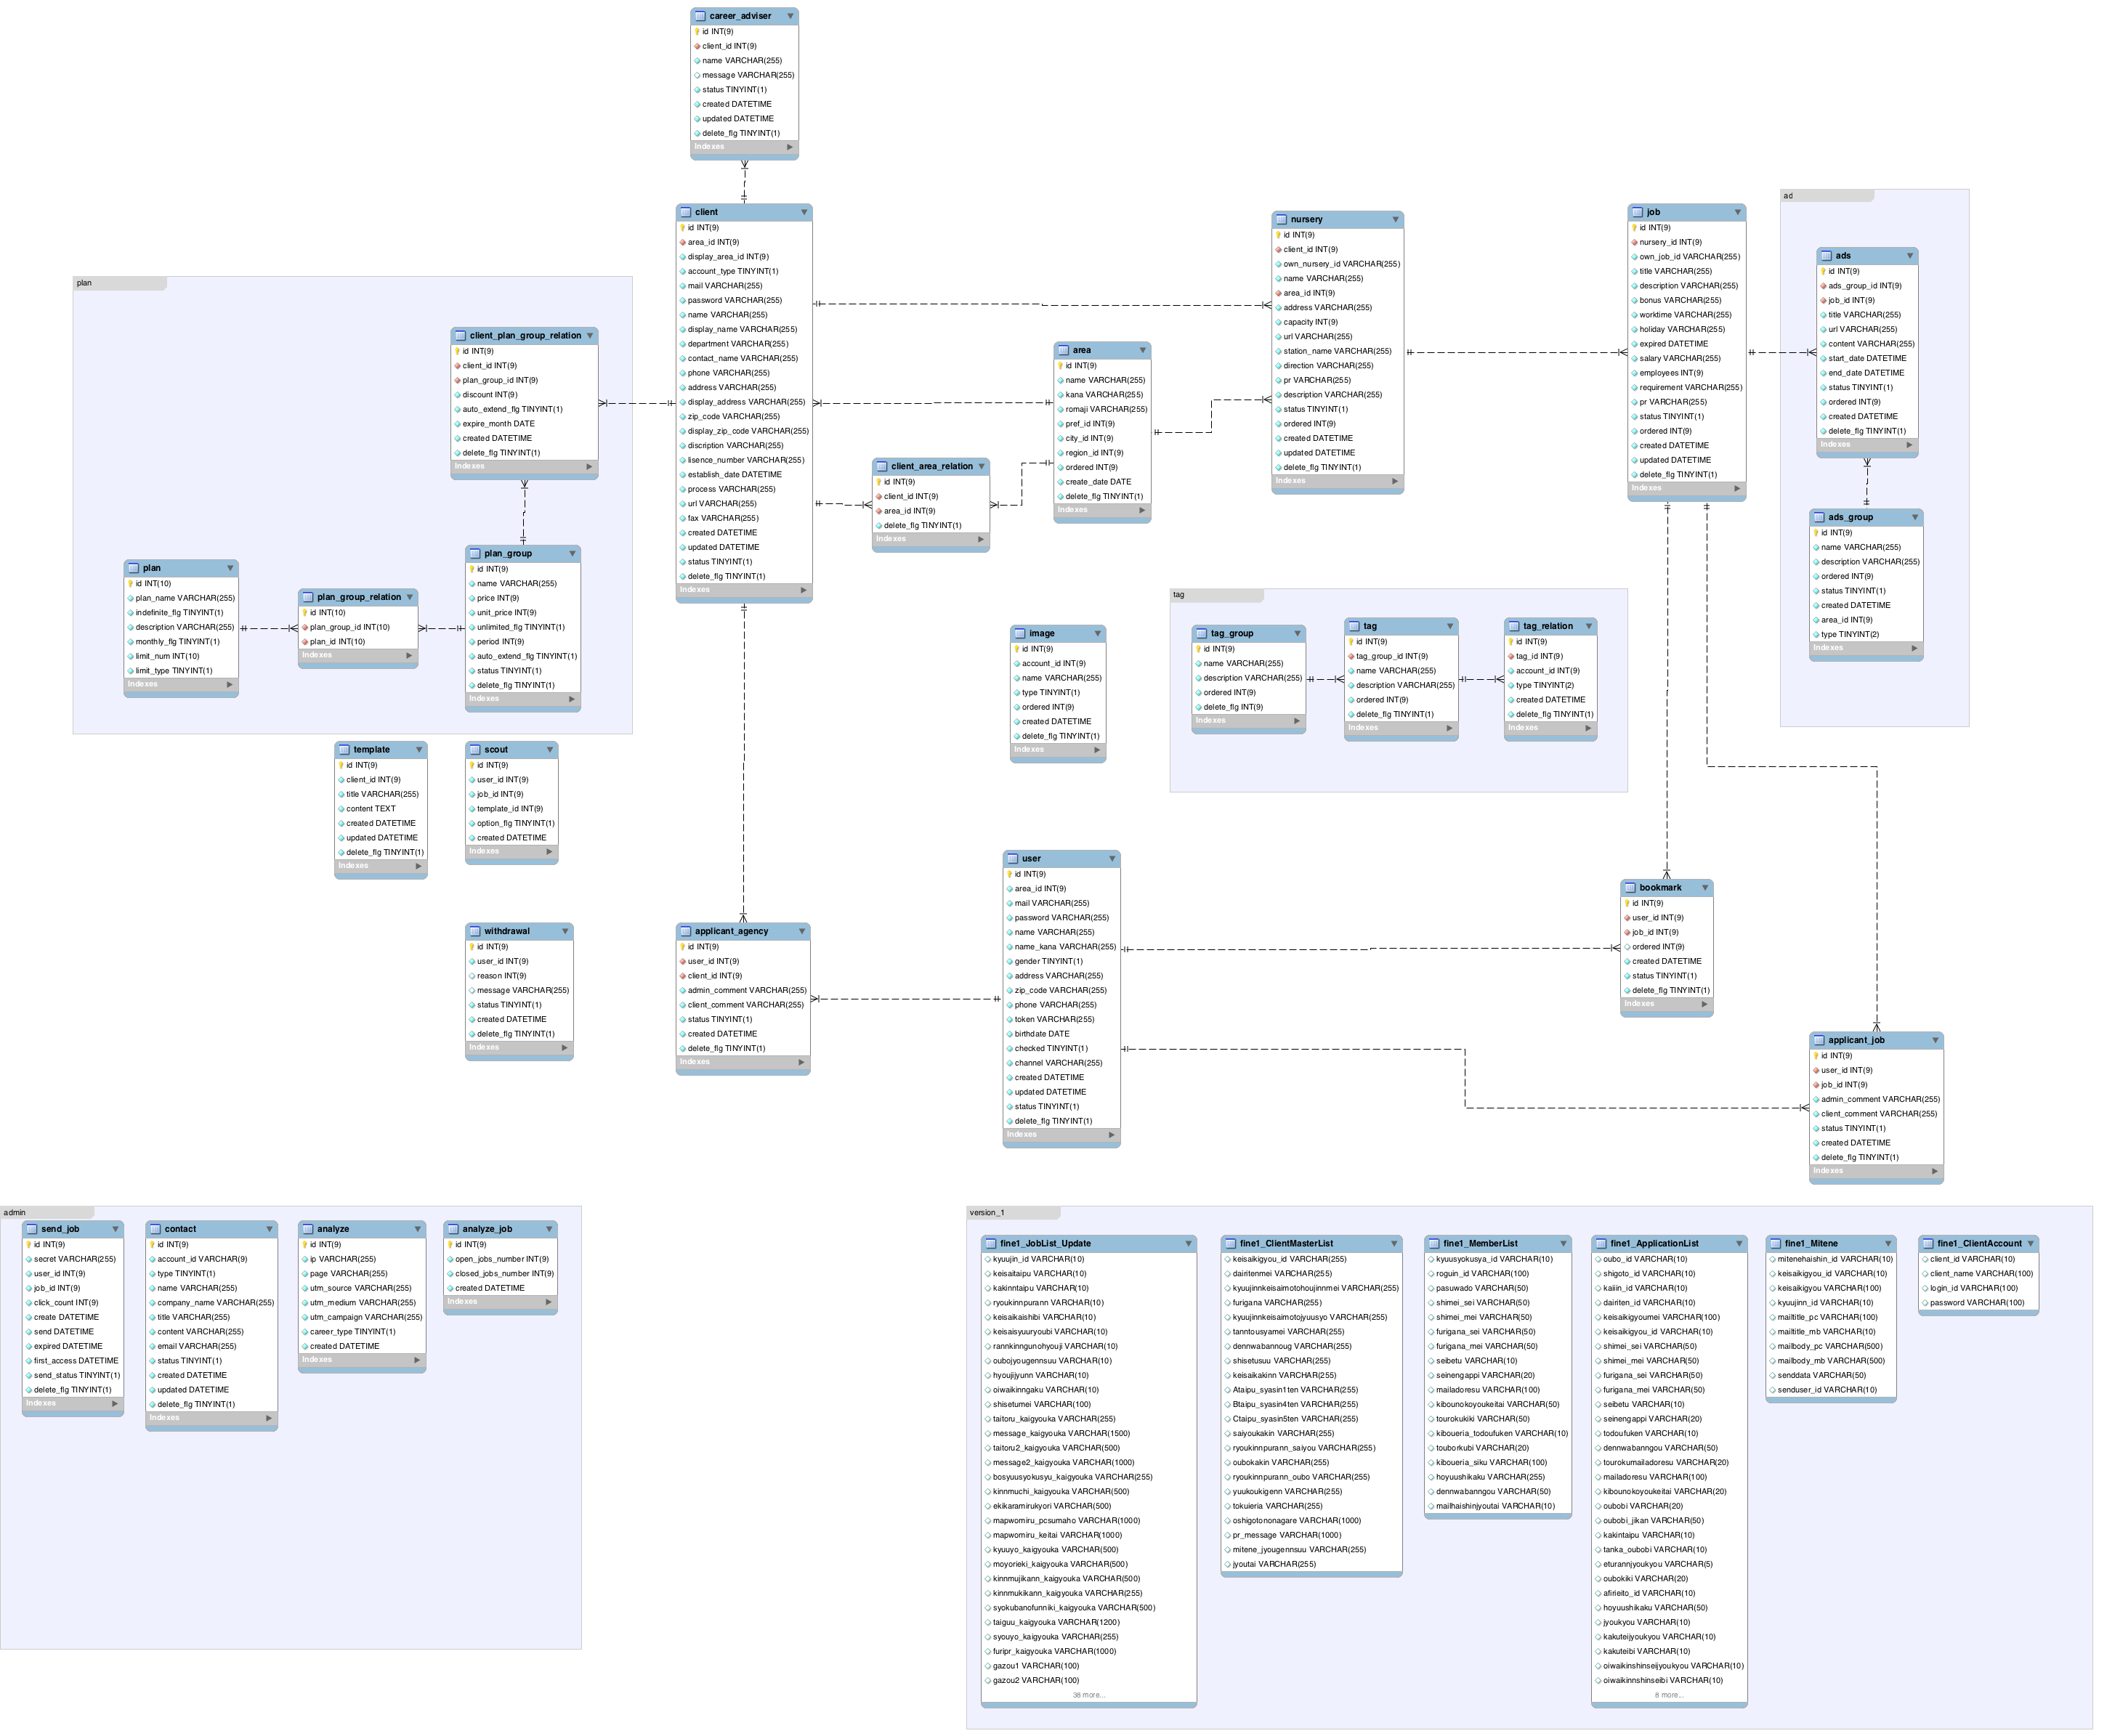 career_adviser
id INT(9)
client_id INT(9)
name VARCHAR(255)
message VARCHAR(255)
status TINYINT(1)
created DATETIME
updated DATETIME
delete_flg TINYINT(1)
Indexes
client
id INT(9)
area_id INT(9)
display_area_id INT(9)
account_type TINYINT(1)
mail VARCHAR(255)
password VARCHAR(255)
name VARCHAR(255)
display_name VARCHAR(255)
department VARCHAR(255)
contact_name VARCHAR(255)
phone VARCHAR(255)
address VARCHAR(255)
display_address VARCHAR(255)
zip_code VARCHAR(255)
display_zip_code VARCHAR(255)
discription VARCHAR(255)
lisence_number VARCHAR(255)
establish_date DATETIME
process VARCHAR(255)
url VARCHAR(255)
fax VARCHAR(255)
created DATETIME
updated DATETIME
status TINYINT(1)
delete_flg TINYINT(1)
Indexes
nursery
id INT(9)
client_id INT(9)
own_nursery_id VARCHAR(255)
name VARCHAR(255)
area_id INT(9)
address VARCHAR(255)
capacity INT(9)
url VARCHAR(255)
station_name VARCHAR(255)
direction VARCHAR(255)
pr VARCHAR(255)
description VARCHAR(255)
status TINYINT(1)
ordered INT(9)
created DATETIME
updated DATETIME
delete_flg TINYINT(1)
Indexes
job
id INT(9)
nursery_id INT(9)
own_job_id VARCHAR(255)
title VARCHAR(255)
description VARCHAR(255)
bonus VARCHAR(255)
worktime VARCHAR(255)
holiday VARCHAR(255)
expired DATETIME
salary VARCHAR(255)
employees INT(9)
requirement VARCHAR(255)
pr VARCHAR(255)
status TINYINT(1)
ordered INT(9)
created DATETIME
updated DATETIME
delete_flg TINYINT(1)
Indexes
ad
ads
id INT(9)
ads_group_id INT(9)
job_id INT(9)
title VARCHAR(255)
url VARCHAR(255)
content VARCHAR(255)
start_date DATETIME
end_date DATETIME
status TINYINT(1)
ordered INT(9)
created DATETIME
delete_flg TINYINT(1)
Indexes
ads_group
id INT(9)
name VARCHAR(255)
description VARCHAR(255)
ordered INT(9)
status TINYINT(1)
created DATETIME
area_id INT(9)
type TINYINT(2)
Indexes
plan
client_plan_group_relation
id INT(9)
client_id INT(9)
plan_group_id INT(9)
discount INT(9)
auto_extend_flg TINYINT(1)
expire_month DATE
created DATETIME
delete_flg TINYINT(1)
Indexes
plan
id INT(10)
plan_name VARCHAR(255)
indefinite_flg TINYINT(1)
description VARCHAR(255)
monthly_flg TINYINT(1)
limit_num INT(10)
limit_type TINYINT(1)
Indexes
plan_group_relation
id INT(10)
plan_group_id INT(10)
plan_id INT(10)
Indexes
plan_group
id INT(9)
name VARCHAR(255)
price INT(9)
unit_price INT(9)
unlimited_flg TINYINT(1)
period INT(9)
auto_extend_flg TINYINT(1)
status TINYINT(1)
delete_flg TINYINT(1)
Indexes
area
id INT(9)
name VARCHAR(255)
kana VARCHAR(255)
romaji VARCHAR(255)
pref_id INT(9)
city_id INT(9)
region_id INT(9)
ordered INT(9)
create_date DATE
delete_flg TINYINT(1)
Indexes
client_area_relation
id INT(9)
client_id INT(9)
area_id INT(9)
delete_flg TINYINT(1)
Indexes
image
id INT(9)
account_id INT(9)
name VARCHAR(255)
type TINYINT(1)
ordered INT(9)
created DATETIME
delete_flg TINYINT(1)
Indexes
tag
tag_group
id INT(9)
name VARCHAR(255)
description VARCHAR(255)
ordered INT(9)
delete_flg INT(9)
Indexes
tag
id INT(9)
tag_group_id INT(9)
name VARCHAR(255)
description VARCHAR(255)
ordered INT(9)
delete_flg TINYINT(1)
Indexes
tag_relation
id INT(9)
tag_id INT(9)
account_id INT(9)
type TINYINT(2)
created DATETIME
delete_flg TINYINT(1)
Indexes
template
id INT(9)
client_id INT(9)
title VARCHAR(255)
content TEXT
created DATETIME
updated DATETIME
delete_flg TINYINT(1)
Indexes
scout
id INT(9)
user_id INT(9)
job_id INT(9)
template_id INT(9)
option_flg TINYINT(1)
created DATETIME
Indexes
withdrawal
id INT(9)
user_id INT(9)
reason INT(9)
message VARCHAR(255)
status TINYINT(1)
created DATETIME
delete_flg TINYINT(1)
Indexes
applicant_agency
id INT(9)
user_id INT(9)
client_id INT(9)
admin_comment VARCHAR(255)
client_comment VARCHAR(255)
status TINYINT(1)
created DATETIME
delete_flg TINYINT(1)
Indexes
user
id INT(9)
area_id INT(9)
mail VARCHAR(255)
password VARCHAR(255)
name VARCHAR(255)
name_kana VARCHAR(255)
gender TINYINT(1)
address VARCHAR(255)
zip_code VARCHAR(255)
phone VARCHAR(255)
token VARCHAR(255)
birthdate DATE
checked TINYINT(1)
channel VARCHAR(255)
created DATETIME
updated DATETIME
status TINYINT(1)
delete_flg TINYINT(1)
Indexes
bookmark
id INT(9)
user_id INT(9)
job_id INT(9)
ordered INT(9)
created DATETIME
status TINYINT(1)
delete_flg TINYINT(1)
Indexes
applicant_job
id INT(9)
user_id INT(9)
job_id INT(9)
admin_comment VARCHAR(255)
client_comment VARCHAR(255)
status TINYINT(1)
created DATETIME
delete_flg TINYINT(1)
Indexes
admin
send_job
id INT(9)
secret VARCHAR(255)
user_id INT(9)
job_id INT(9)
click_count INT(9)
create DATETIME
send DATETIME
expired DATETIME
first_access DATETIME
send_status TINYINT(1)
delete_flg TINYINT(1)
Indexes
contact
id INT(9)
account_id VARCHAR(9)
type TINYINT(1)
name VARCHAR(255)
company_name VARCHAR(255)
title VARCHAR(255)
content VARCHAR(255)
email VARCHAR(255)
status TINYINT(1)
created DATETIME
updated DATETIME
delete_flg TINYINT(1)
Indexes
analyze
id INT(9)
ip VARCHAR(255)
page VARCHAR(255)
utm_source VARCHAR(255)
utm_medium VARCHAR(255)
utm_campaign VARCHAR(255)
career_type TINYINT(1)
created DATETIME
Indexes
analyze_job
id INT(9)
open_jobs_number INT(9)
closed_jobs_number INT(9)
created DATETIME
Indexes
version_1
fine1_JobList_Update
kyuujin_id VARCHAR(10)
keisaitaipu VARCHAR(10)
kakinntaipu VARCHAR(10)
ryoukinnpurann VARCHAR(10)
keisaikaishibi VARCHAR(10)
keisaisyuuryoubi VARCHAR(10)
rannkinngunohyouji VARCHAR(10)
oubojyougennsuu VARCHAR(10)
hyoujijyunn VARCHAR(10)
oiwaikinngaku VARCHAR(10)
shisetumei VARCHAR(100)
taitoru_kaigyouka VARCHAR(255)
message_kaigyouka VARCHAR(1500)
taitoru2_kaigyouka VARCHAR(500)
message2_kaigyouka VARCHAR(1000)
bosyuusyokusyu_kaigyouka VARCHAR(255)
kinnmuchi_kaigyouka VARCHAR(500)
ekikaramirukyori VARCHAR(500)
mapwomiru_pcsumaho VARCHAR(1000)
mapwomiru_keitai VARCHAR(1000)
kyuuyo_kaigyouka VARCHAR(500)
moyorieki_kaigyouka VARCHAR(500)
kinnmujikann_kaigyouka VARCHAR(500)
kinnmukikann_kaigyouka VARCHAR(255)
syokubanofunniki_kaigyouka VARCHAR(500)
taiguu_kaigyouka VARCHAR(1200)
syouyo_kaigyouka VARCHAR(255)
furipr_kaigyouka VARCHAR(1000)
gazou1 VARCHAR(100)
gazou2 VARCHAR(100)
38 more...
fine1_ClientMasterList
keisaikigyou_id VARCHAR(255)
dairitenmei VARCHAR(255)
kyuujinnkeisaimotohoujinnmei VARCHAR(255)
furigana VARCHAR(255)
kyuujinnkeisaimotojyuusyo VARCHAR(255)
tanntousyamei VARCHAR(255)
dennwabannoug VARCHAR(255)
shisetusuu VARCHAR(255)
keisaikakinn VARCHAR(255)
Ataipu_syasin1ten VARCHAR(255)
Btaipu_syasin4ten VARCHAR(255)
Ctaipu_syasin5ten VARCHAR(255)
saiyoukakin VARCHAR(255)
ryoukinnpurann_saiyou VARCHAR(255)
oubokakin VARCHAR(255)
ryoukinnpurann_oubo VARCHAR(255)
yuukoukigenn VARCHAR(255)
tokuieria VARCHAR(255)
oshigotononagare VARCHAR(1000)
pr_message VARCHAR(1000)
mitene_jyougennsuu VARCHAR(255)
jyoutai VARCHAR(255)
fine1_MemberList
kyuusyokusya_id VARCHAR(10)
roguin_id VARCHAR(100)
pasuwado VARCHAR(50)
shimei_sei VARCHAR(50)
shimei_mei VARCHAR(50)
furigana_sei VARCHAR(50)
furigana_mei VARCHAR(50)
seibetu VARCHAR(10)
seinengappi VARCHAR(20)
mailadoresu VARCHAR(100)
kibounokoyoukeitai VARCHAR(50)
tourokukiki VARCHAR(50)
kiboueria_todoufuken VARCHAR(10)
touborkubi VARCHAR(20)
kiboueria_siku VARCHAR(100)
hoyuushikaku VARCHAR(255)
dennwabanngou VARCHAR(50)
mailhaishinjyoutai VARCHAR(10)
fine1_ApplicationList
oubo_id VARCHAR(10)
shigoto_id VARCHAR(10)
kaiiin_id VARCHAR(10)
dairiten_id VARCHAR(10)
keisaikigyoumei VARCHAR(100)
keisaikigyou_id VARCHAR(10)
shimei_sei VARCHAR(50)
shimei_mei VARCHAR(50)
furigana_sei VARCHAR(50)
furigana_mei VARCHAR(50)
seibetu VARCHAR(10)
seinengappi VARCHAR(20)
todoufuken VARCHAR(10)
dennwabanngou VARCHAR(50)
tourokumailadoresu VARCHAR(20)
mailadoresu VARCHAR(100)
kibounokoyoukeitai VARCHAR(20)
oubobi VARCHAR(20)
oubobi_jikan VARCHAR(50)
kakintaipu VARCHAR(10)
tanka_oubobi VARCHAR(10)
eturannjyoukyou VARCHAR(5)
oubokiki VARCHAR(20)
afirieito_id VARCHAR(10)
hoyuushikaku VARCHAR(50)
jyoukyou VARCHAR(10)
kakuteijyoukyou VARCHAR(10)
kakuteibi VARCHAR(10)
oiwaikinshinseijyoukyou VARCHAR(10)
oiwaikinnshinseibi VARCHAR(10)
8 more...
fine1_Mitene
mitenehaishin_id VARCHAR(10)
keisaikigyou_id VARCHAR(10)
keisaikigyou VARCHAR(100)
kyuujinn_id VARCHAR(10)
mailtitle_pc VARCHAR(100)
mailtitle_mb VARCHAR(10)
mailbody_pc VARCHAR(500)
mailbody_mb VARCHAR(500)
senddata VARCHAR(50)
senduser_id VARCHAR(10)
fine1_ClientAccount
client_id VARCHAR(10)
client_name VARCHAR(100)
login_id VARCHAR(100)
password VARCHAR(100)